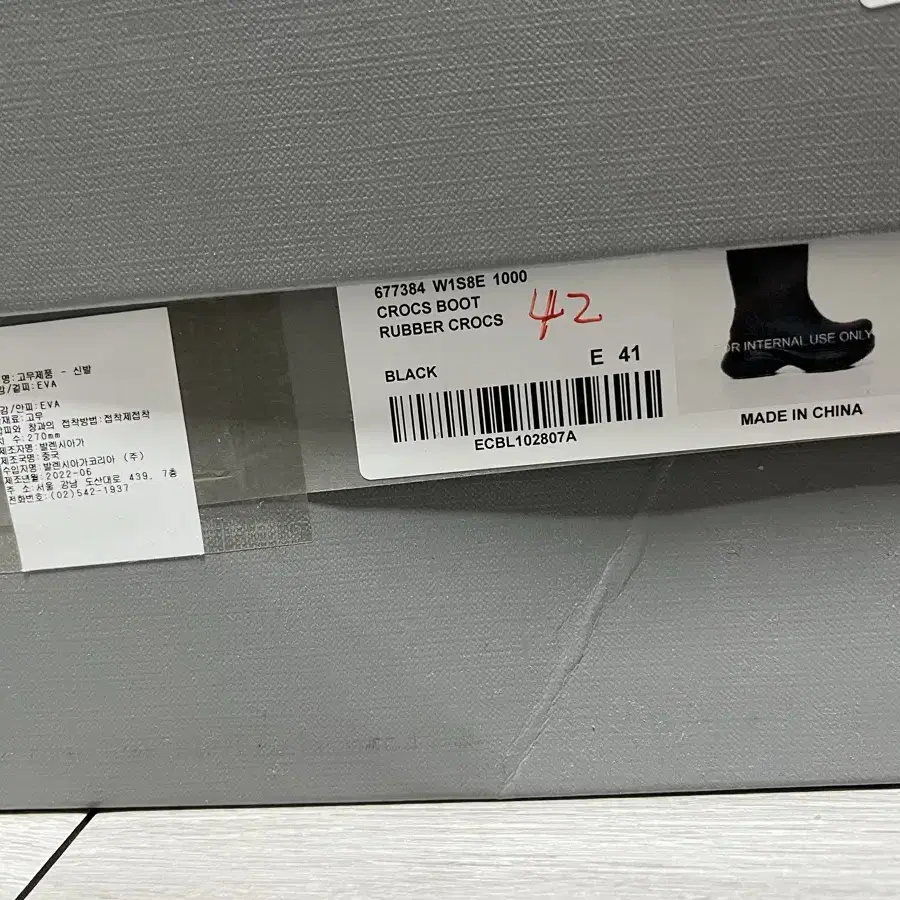 677384 W1S8E 1000
CROCS BOOT
RUBBER CROCS
42
BLACK
E 41
ECBL102807A
FOR INTERNAL USE ONLY
MADE IN CHINA
명:고무제품 - 신발
감/겉피:EVA
감/안피:EVA
재료:고무
창과의 접착방법:접착제접착
수:270mm
제조자명:발렌시아가
제조국명:중국
수입자명:발렌시아가코리아 (주)
제조년월:2022-06
주 소:서울 강남 도산대로 439, 7층
전화번호:(02)542-1937